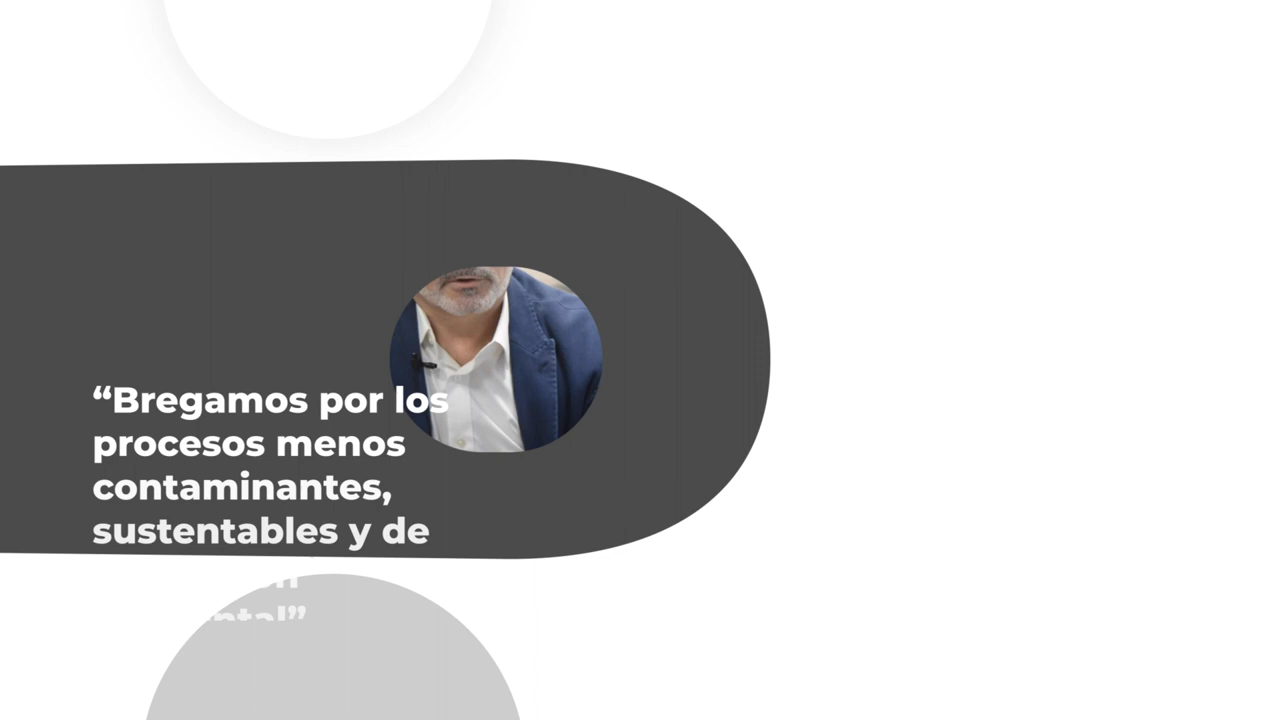 “Bregamos por los
procesos menos
contaminantes,
sustentables y de